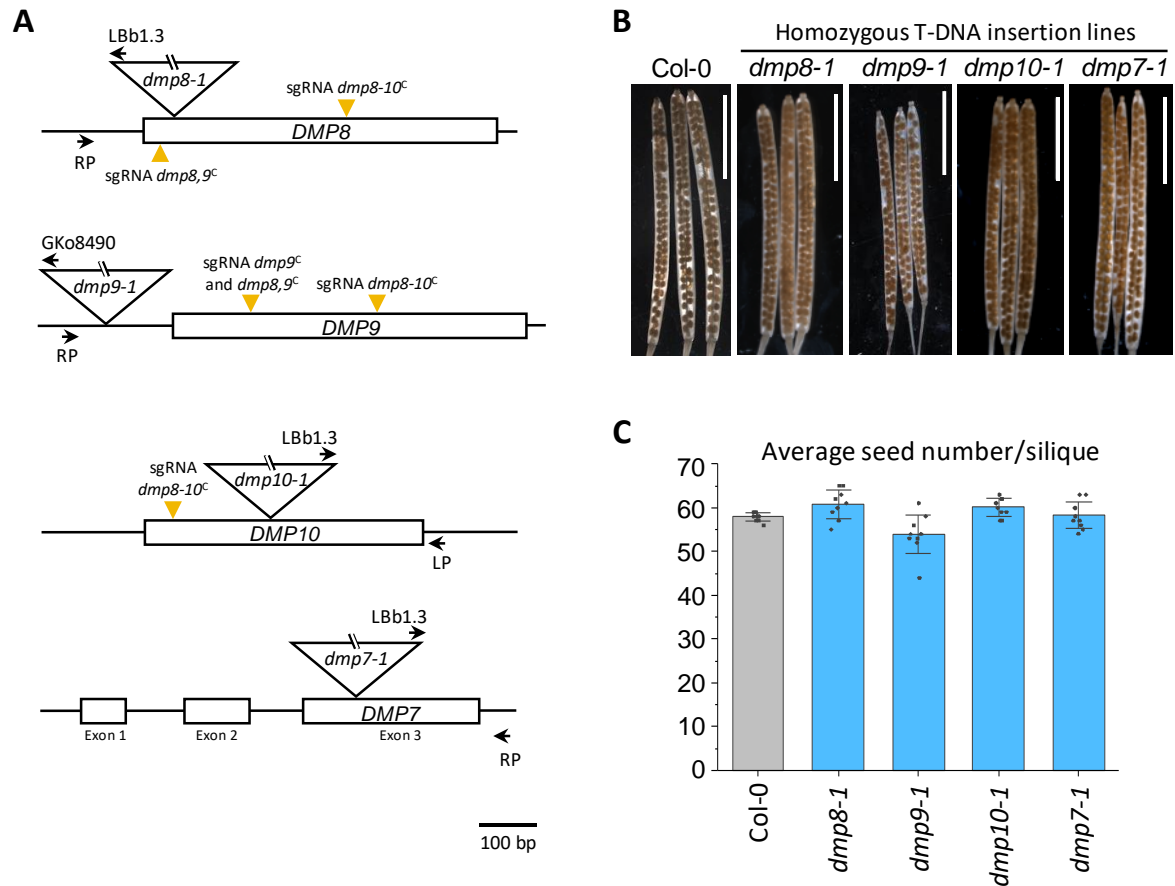 A
LBb1.3
dmp8-1
sgRNA dmp8-10ᶜ
DMP8
RP
sgRNA dmp8,9ᶜ
GKo8490
dmp9-1
sgRNA dmp9ᶜ
and dmp8,9ᶜ
sgRNA dmp8-10ᶜ
DMP9
RP
LBb1.3
sgRNA
dmp8-10ᶜ
dmp10-1
DMP10
LP
LBb1.3
dmp7-1
DMP7
Exon 1
Exon 2
Exon 3
RP
100 bp
B
Homozygous T-DNA insertion lines
Col-0 dmp8-1 dmp9-1 dmp10-1 dmp7-1
C
Average seed number/silique
70
60
50
40
30
20
10
0
Col-0
dmp8-1
dmp9-1
dmp10-1
dmp7-1